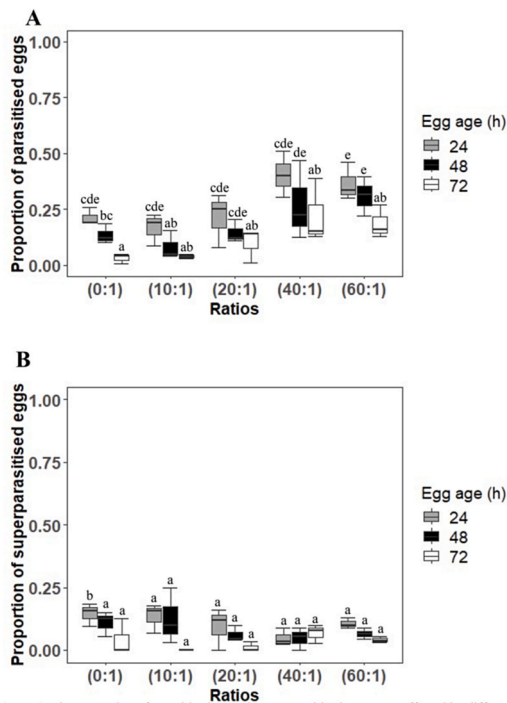 A
Proportion of parasitised eggs
1.00
0.75
0.50
0.25
0.00
cde bc a
cde ab ab
cde cde ab
cde de ab
e e ab
(0:1) (10:1) (20:1) (40:1) (60:1)
Ratios
Egg age (h)
24
48
72
B
Proportion of superparasitised eggs
1.00
0.75
0.50
0.25
0.00
b a a
a a a
a a a
a a a
a a a
(0:1) (10:1) (20:1) (40:1) (60:1)
Ratios
Egg age (h)
24
48
72